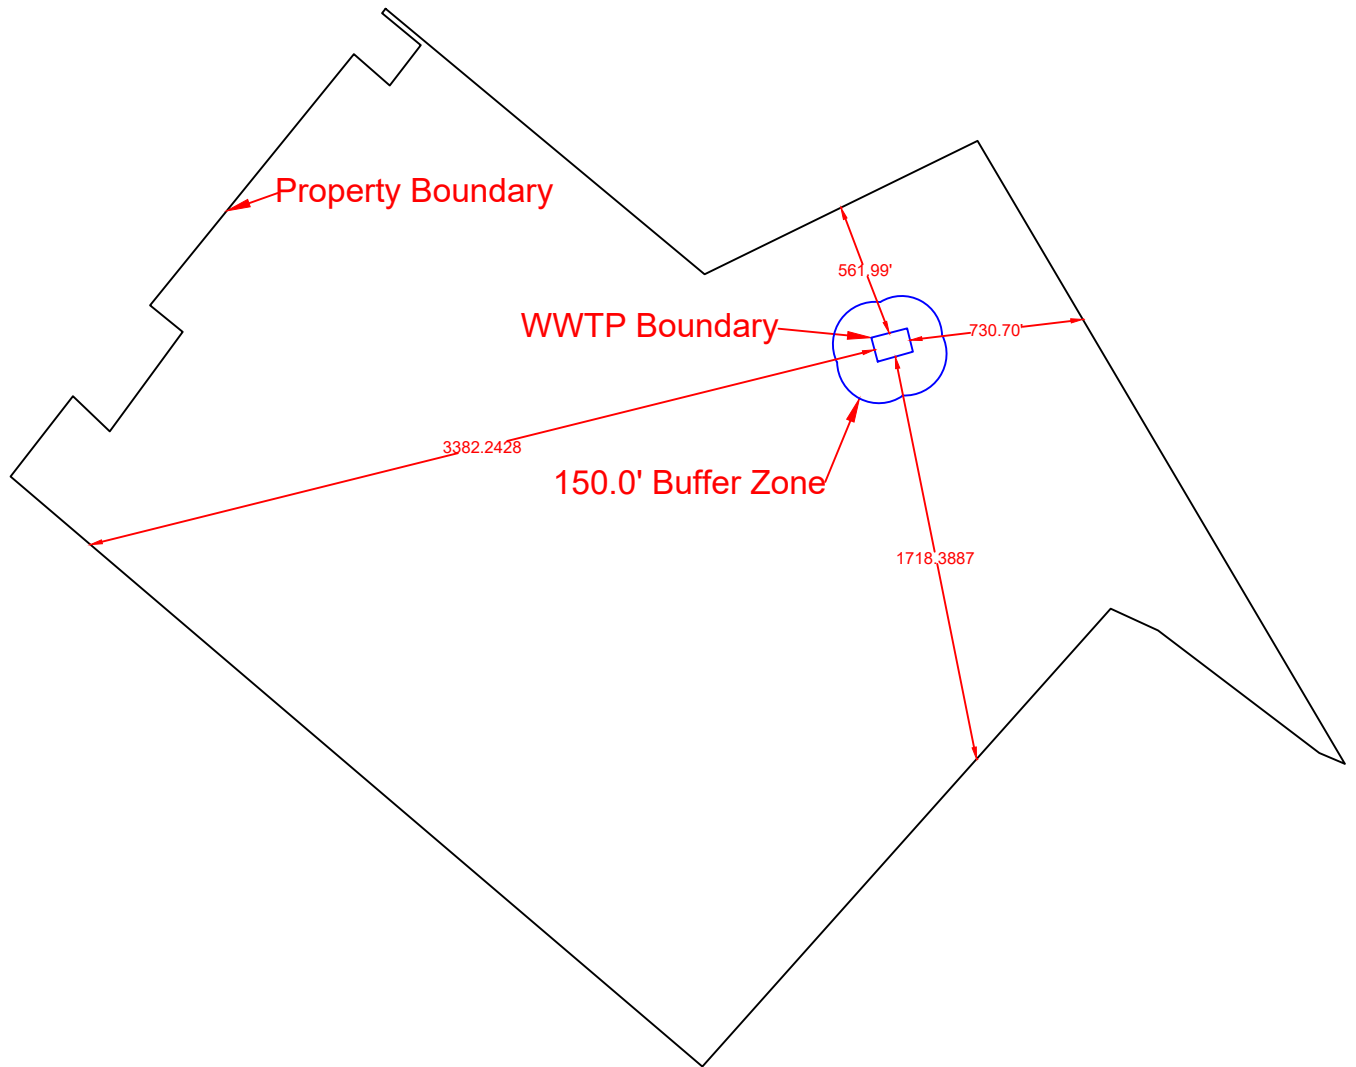 Property Boundary
561.99'
WWTP Boundary
730.70'
3382.2428
150.0' Buffer Zone
1718.3887